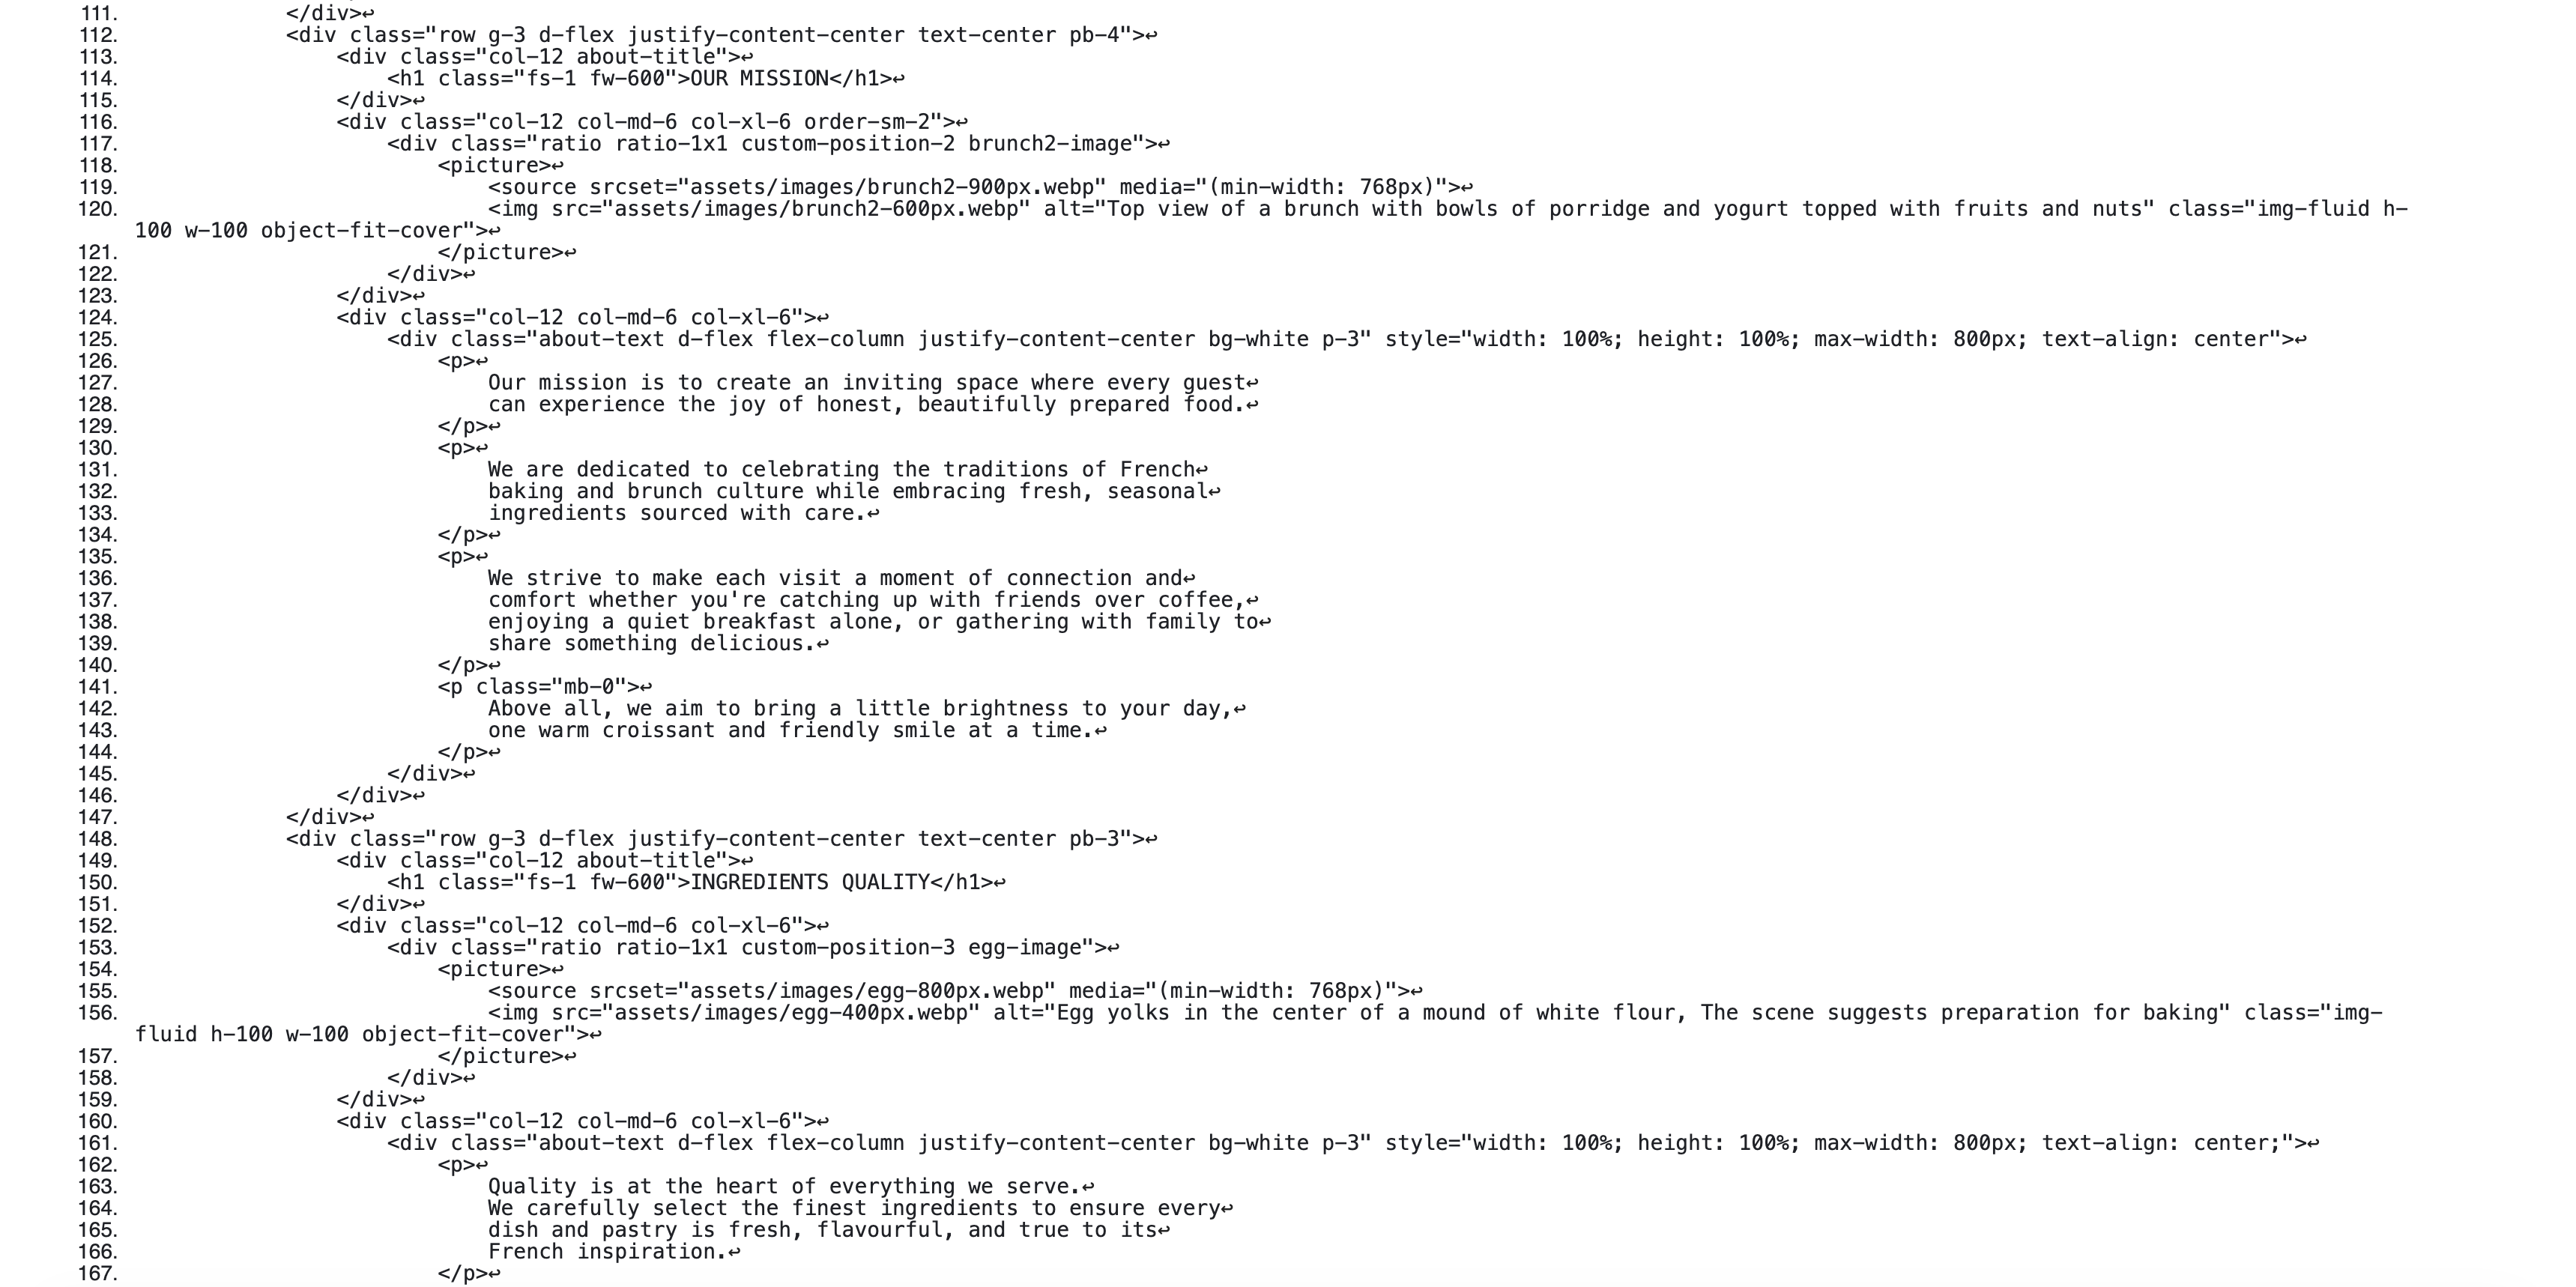 111.             </div>↩
112.             <div class="row g-3 d-flex justify-content-center text-center pb-4">↩
113.                 <div class="col-12 about-title">↩
114.                     <h1 class="fs-1 fw-600">OUR MISSION</h1>↩
115.                 </div>↩
116.                 <div class="col-12 col-md-6 col-xl-6 order-sm-2">↩
117.                     <div class="ratio ratio-1x1 custom-position-2 brunch2-image">↩
118.                         <picture>↩
119.                             <source srcset="assets/images/brunch2-900px.webp" media="(min-width: 768px)">↩
120.                             <img src="assets/images/brunch2-600px.webp" alt="Top view of a brunch with bowls of porridge and yogurt topped with fruits and nuts" class="img-fluid h-
100 w-100 object-fit-cover">↩
121.                         </picture>↩
122.                     </div>↩
123.                 </div>↩
124.                 <div class="col-12 col-md-6 col-xl-6">↩
125.                     <div class="about-text d-flex flex-column justify-content-center bg-white p-3" style="width: 100%; height: 100%; max-width: 800px; text-align: center">↩
126.                         <p>↩
127.                             Our mission is to create an inviting space where every guest↩
128.                             can experience the joy of honest, beautifully prepared food.↩
129.                         </p>↩
130.                         <p>↩
131.                             We are dedicated to celebrating the traditions of French↩
132.                             baking and brunch culture while embracing fresh, seasonal↩
133.                             ingredients sourced with care.↩
134.                         </p>↩
135.                         <p>↩
136.                             We strive to make each visit a moment of connection and↩
137.                             comfort whether you're catching up with friends over coffee,↩
138.                             enjoying a quiet breakfast alone, or gathering with family to↩
139.                             share something delicious.↩
140.                         </p>↩
141.                         <p class="mb-0">↩
142.                             Above all, we aim to bring a little brightness to your day,↩
143.                             one warm croissant and friendly smile at a time.↩
144.                         </p>↩
145.                     </div>↩
146.                 </div>↩
147.             </div>↩
148.             <div class="row g-3 d-flex justify-content-center text-center pb-3">↩
149.                 <div class="col-12 about-title">↩
150.                     <h1 class="fs-1 fw-600">INGREDIENTS QUALITY</h1>↩
151.                 </div>↩
152.                 <div class="col-12 col-md-6 col-xl-6">↩
153.                     <div class="ratio ratio-1x1 custom-position-3 egg-image">↩
154.                         <picture>↩
155.                             <source srcset="assets/images/egg-800px.webp" media="(min-width: 768px)">↩
156.                             <img src="assets/images/egg-400px.webp" alt="Egg yolks in the center of a mound of white flour, The scene suggests preparation for baking" class="img-
fluid h-100 w-100 object-fit-cover">↩
157.                         </picture>↩
158.                     </div>↩
159.                 </div>↩
160.                 <div class="col-12 col-md-6 col-xl-6">↩
161.                     <div class="about-text d-flex flex-column justify-content-center bg-white p-3" style="width: 100%; height: 100%; max-width: 800px; text-align: center;">↩
162.                         <p>↩
163.                             Quality is at the heart of everything we serve.↩
164.                             We carefully select the finest ingredients to ensure every↩
165.                             dish and pastry is fresh, flavourful, and true to its↩
166.                             French inspiration.↩
167.                         </p>↩